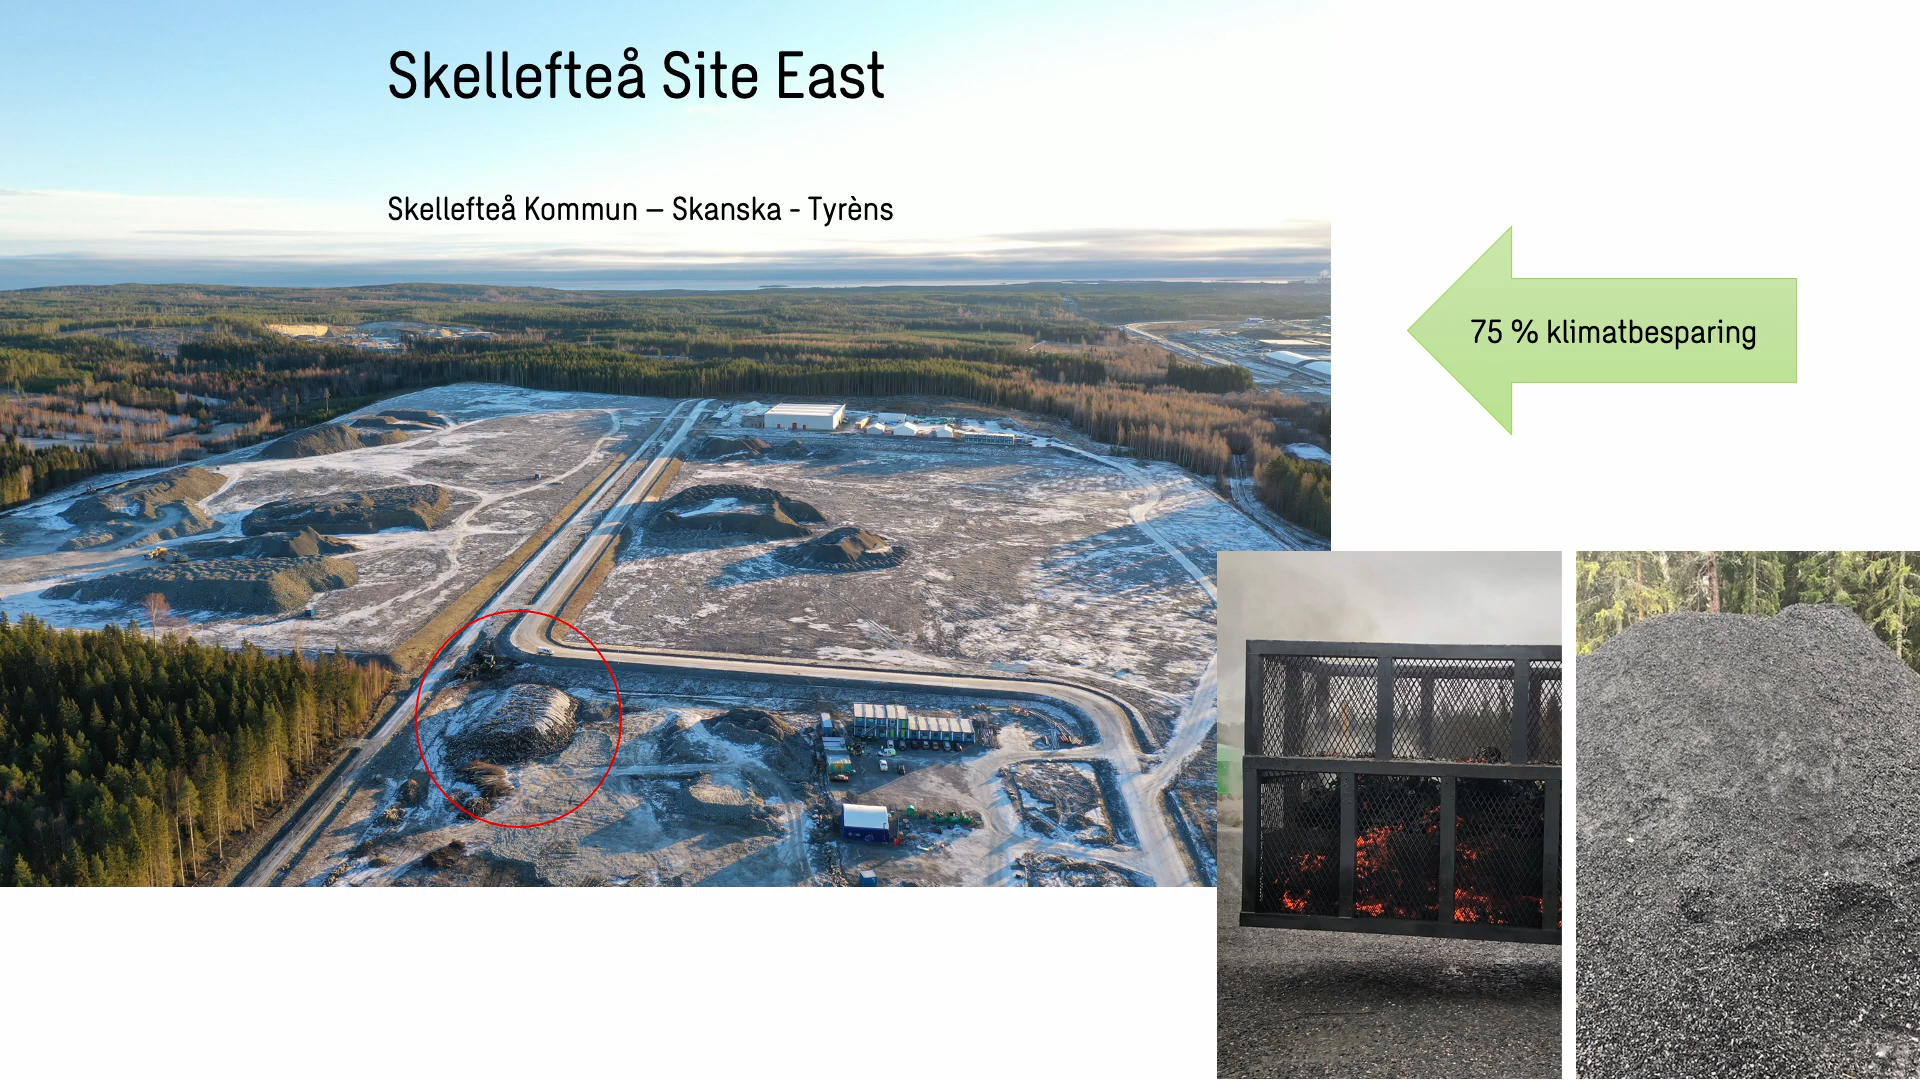 Skellefteå Site East
Skellefteå Kommun – Skanska - Tyrèns
75 % klimatbesparing